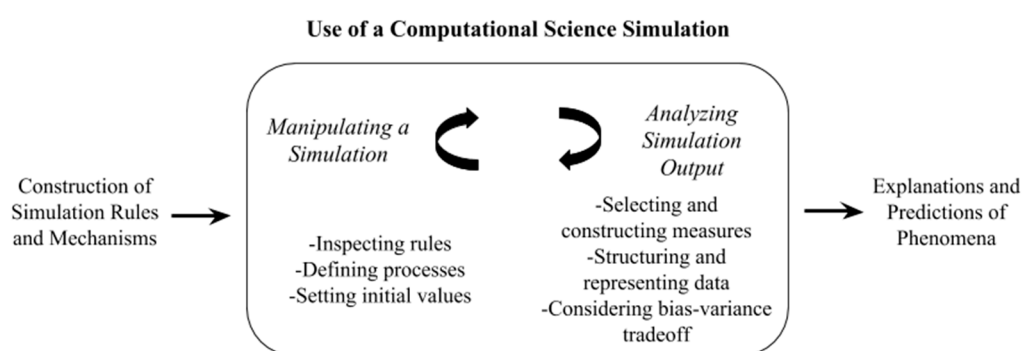 Use of a Computational Science Simulation
Construction of
Simulation Rules
and Mechanisms
Manipulating a
Simulation
-Inspecting rules
-Defining processes
-Setting initial values
Analyzing
Simulation
Output
-Selecting and
constructing measures
-Structuring and
representing data
-Considering bias-variance
tradeoff
Explanations and
Predictions of
Phenomena